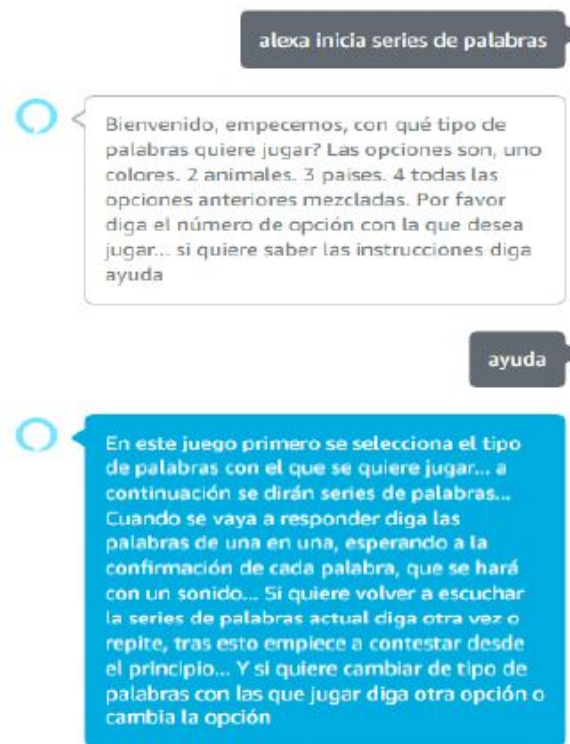 alexa inicia series de palabras
Bienvenido, empecemos, con qué tipo de
palabras quiere jugar? Las opciones son, uno
colores. 2 animales. 3 paises. 4 todas las
opciones anteriores mezcladas. Por favor
diga el número de opción con la que desea
jugar... si quiere saber las instrucciones diga
ayuda
ayuda
En este juego primero se selecciona el tipo
de palabras con el que se quiere jugar... a
continuación se dirán series de palabras...
Cuando se vaya a responder diga las
palabras de una en una, esperando a la
confirmación de cada palabra, que se hará
con un sonido... Si quiere volver a escuchar
la series de palabras actual diga otra vez o
repite, tras esto empiece a contestar desde
el principio... Y si quiere cambiar de tipo de
palabras con las que jugar diga otra opción o
cambia la opción